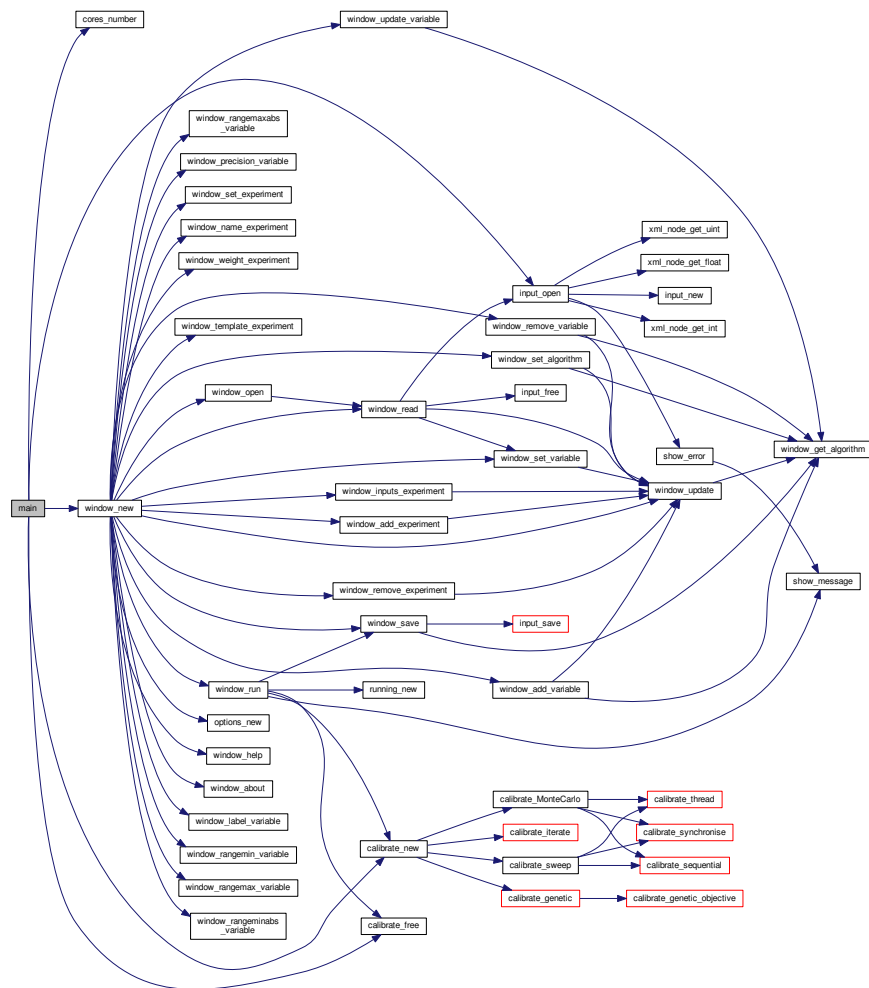 cores_number
window_update_variable
window_rangemaxabs
_variable
window_precision_variable
window_set_experiment
window_name_experiment
window_weight_experiment
xml_node_get_uint
xml_node_get_float
input_open
input_new
window_template_experiment
window_remove_variable
xml_node_get_int
window_set_algorithm
window_open
input_free
window_read
window_get_algorithm
window_set_variable
show_error
window_inputs_experiment
window_update
main
window_new
window_add_experiment
show_message
window_remove_experiment
window_save
input_save
window_run
running_new
window_add_variable
options_new
window_help
window_about
calibrate_MonteCarlo
calibrate_thread
window_label_variable
calibrate_iterate
calibrate_synchronise
window_rangemin_variable
calibrate_new
calibrate_sweep
calibrate_sequential
window_rangemax_variable
calibrate_genetic
calibrate_genetic_objective
window_rangeminabs
_variable
calibrate_free